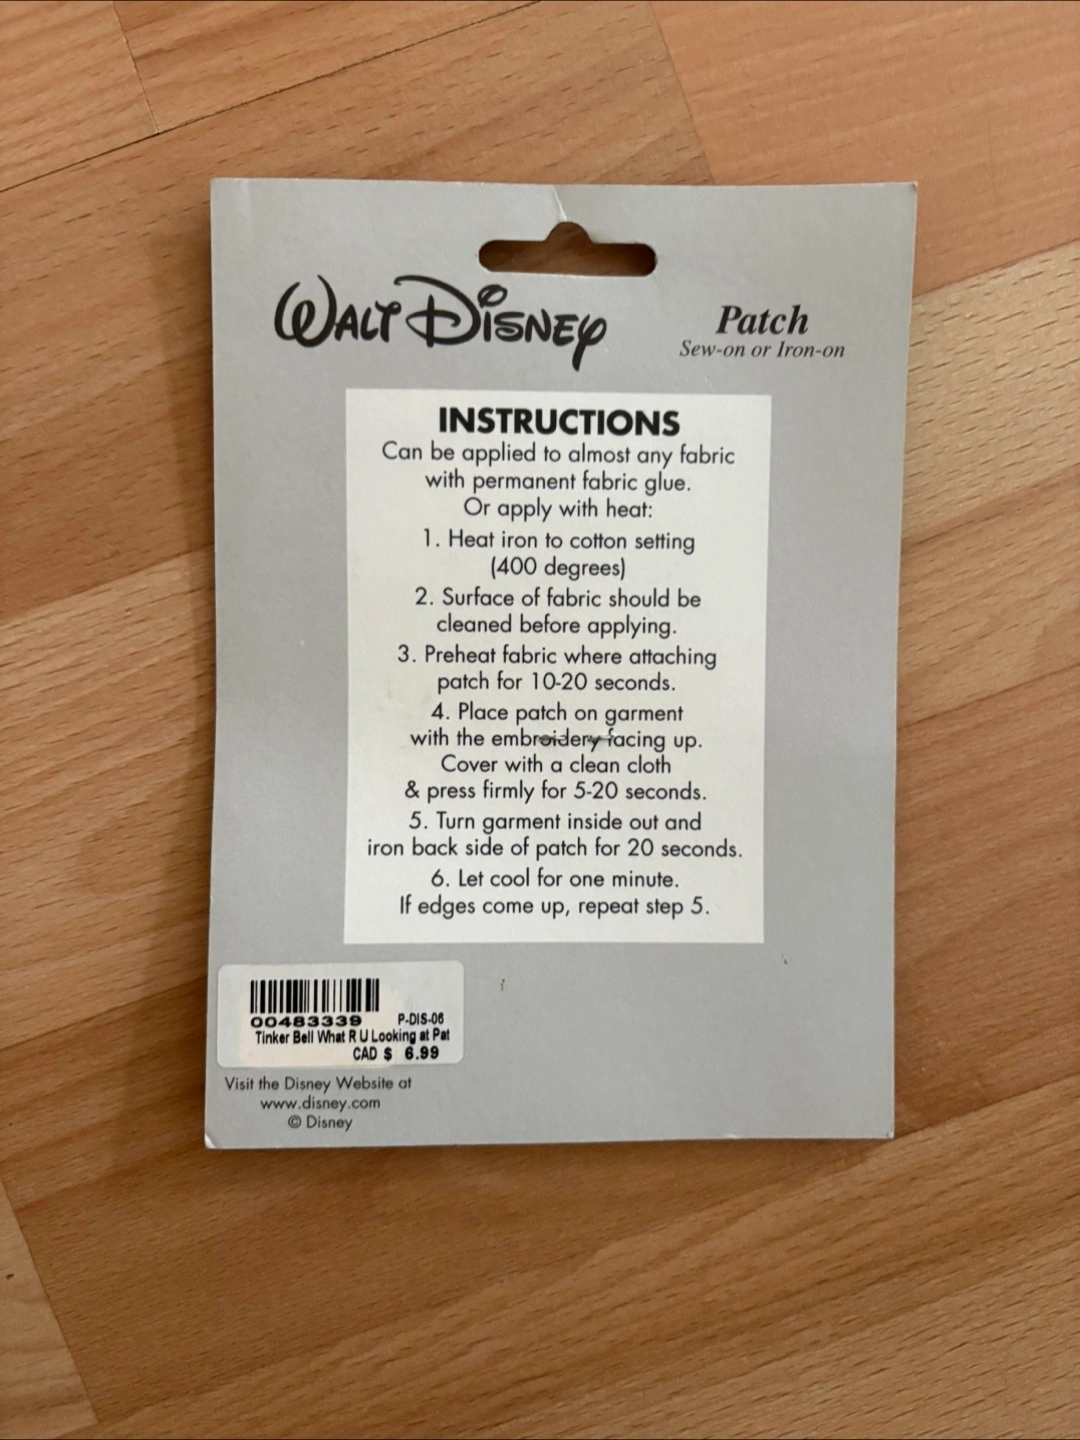 WALT DISNEY
Patch
Sew-on or Iron-on
INSTRUCTIONS
Can be applied to almost any fabric
with permanent fabric glue.
Or apply with heat:
1. Heat iron to cotton setting
(400 degrees)
2. Surface of fabric should be
cleaned before applying.
3. Preheat fabric where attaching
patch for 10-20 seconds.
4. Place patch on garment
with the embroidery facing up.
Cover with a clean cloth
& press firmly for 5-20 seconds.
5. Turn garment inside out and
iron back side of patch for 20 seconds.
6. Let cool for one minute.
If edges come up, repeat step 5.
00483339 P-DIS-06
Tinker Bell What R U Looking at Pat
CAD $ 6.99
Visit the Disney Website at
www.disney.com
© Disney